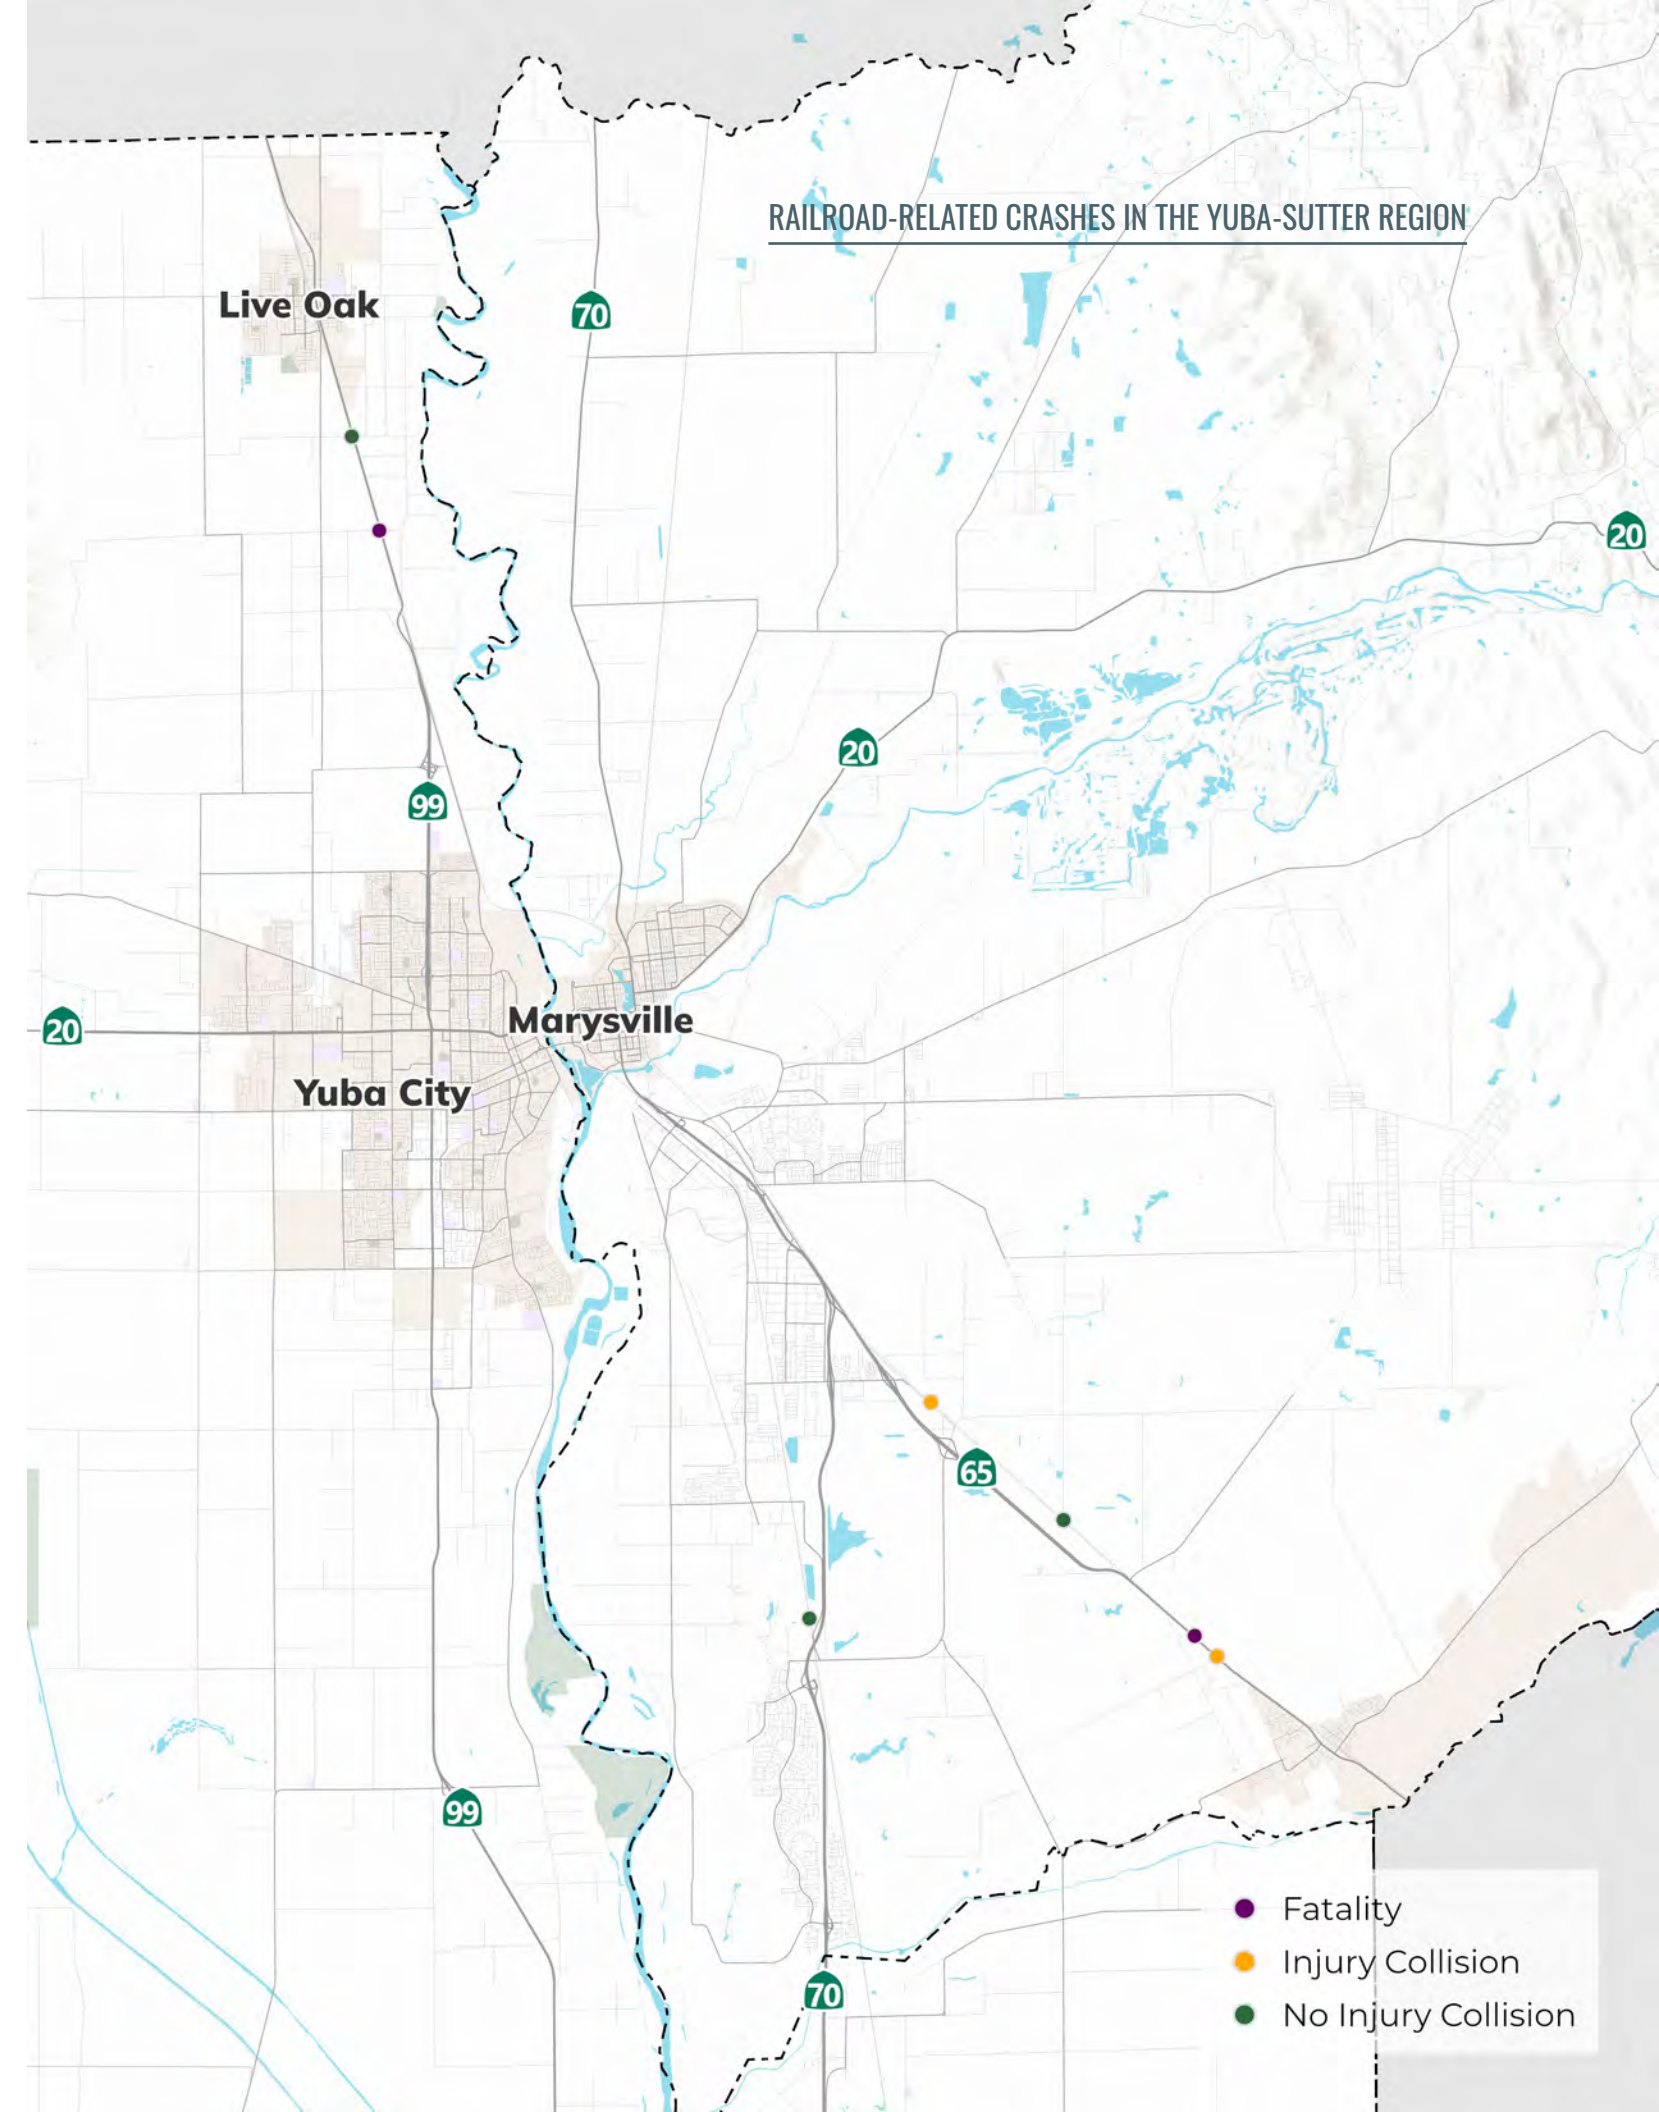 RAILROAD-RELATED CRASHES IN THE YUBA-SUTTER REGION
Live Oak
70
20
20
99
20
Marysville
Yuba City
65
99
70
Fatality
Injury Collision
No Injury Collision